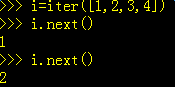 >>> i=iter([1,2,3,4])
>>> i.next()
1
>>> i.next()
2